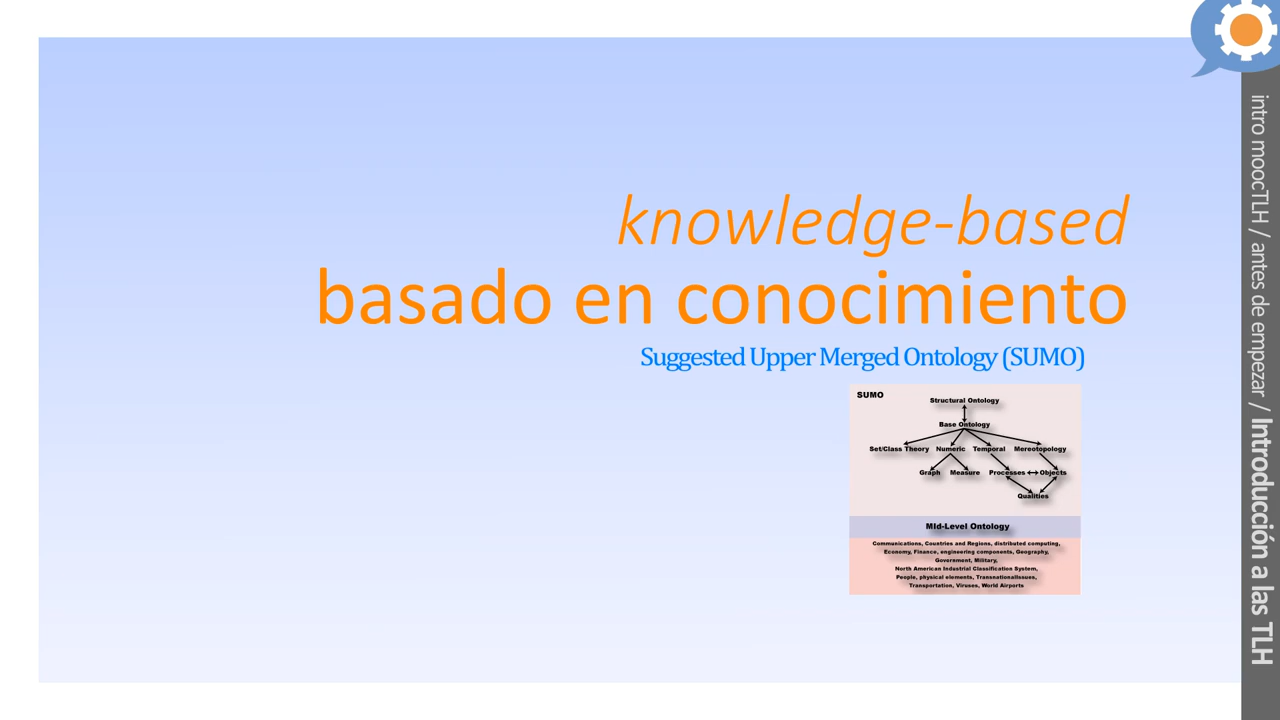 knowledge-based
basado en conocimiento
Suggested Upper Merged Ontology (SUMO)
SUMO
Structural Ontology
Base Ontology
Set/Class Theory Numeric Temporal Mereotopology
Graph Measure Processes Objects
Qualities
Mid-Level Ontology
Communications, Countries and Regions, distributed computing,
Economy, Finance, engineering components, Geography,
Government, Military,
North American Industrial Classification System,
People, physical elements, TransnationalIssues,
Transportation, Viruses, World Airports
intro moocTLH / antes de empezar / Introducción a las TLH